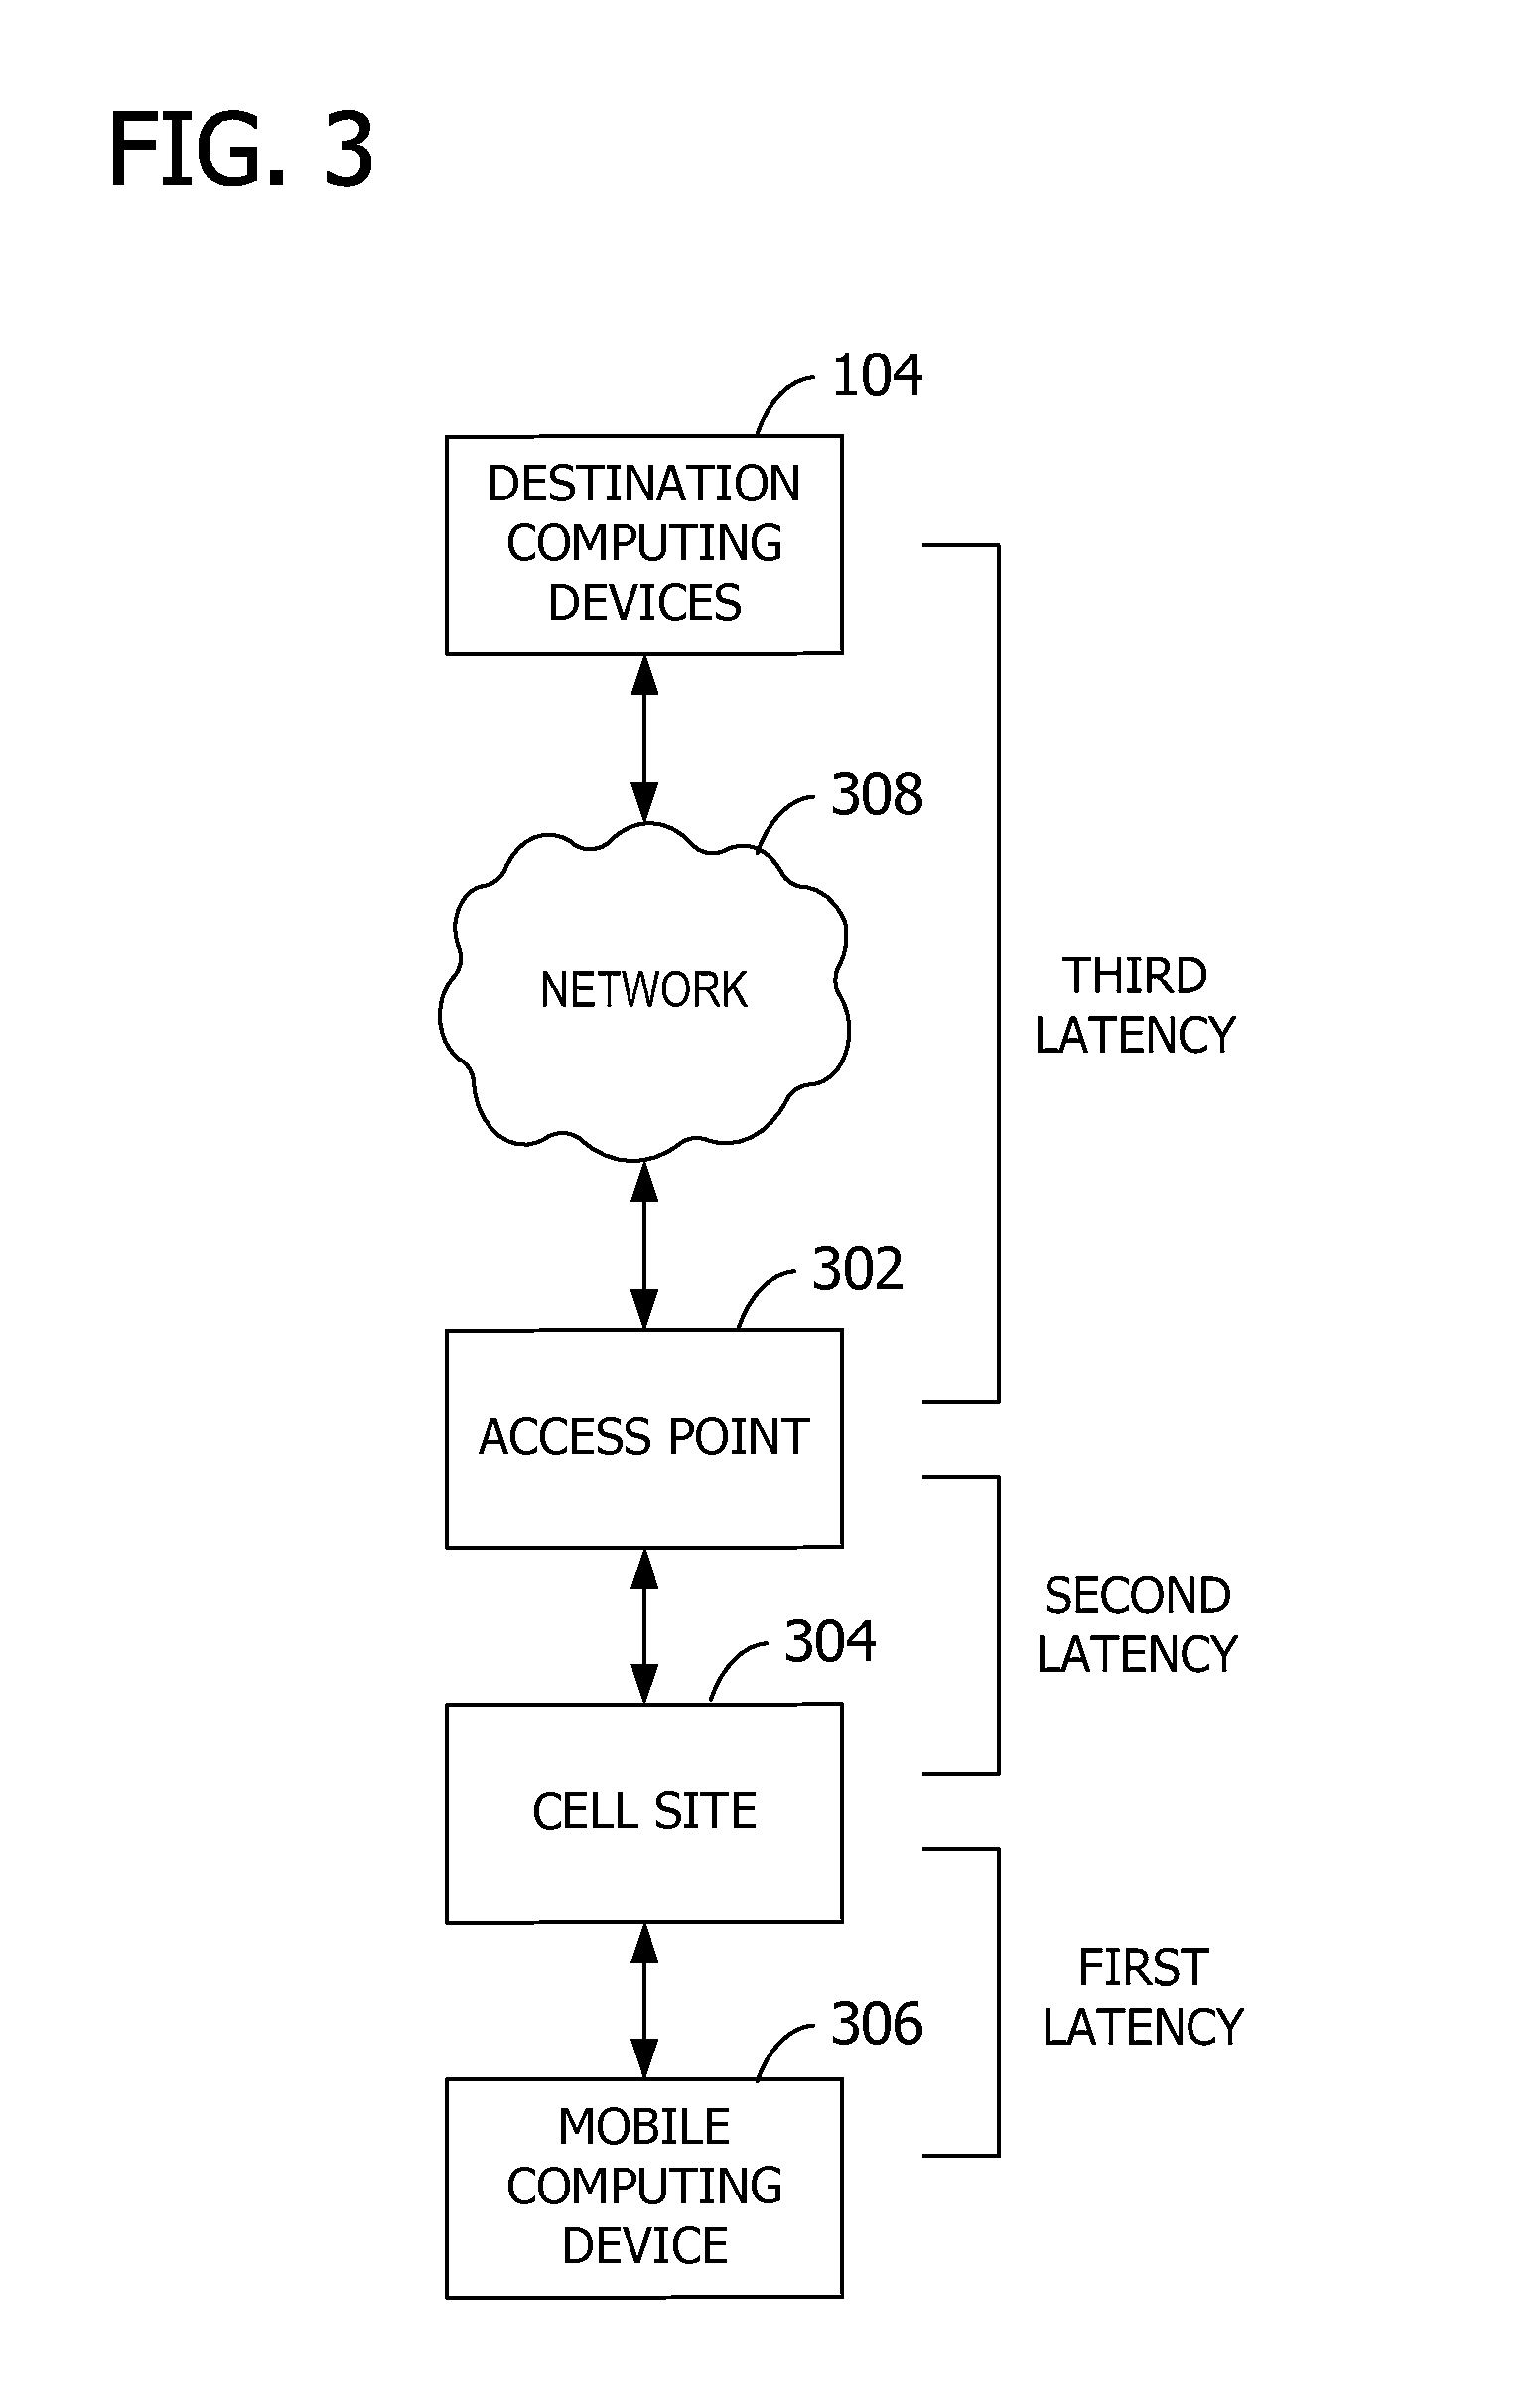 FIG. 3
104
DESTINATION
COMPUTING
DEVICES
308
NETWORK
THIRD
LATENCY
302
ACCESS POINT
SECOND
LATENCY
304
CELL SITE
FIRST
LATENCY
306
MOBILE
COMPUTING
DEVICE